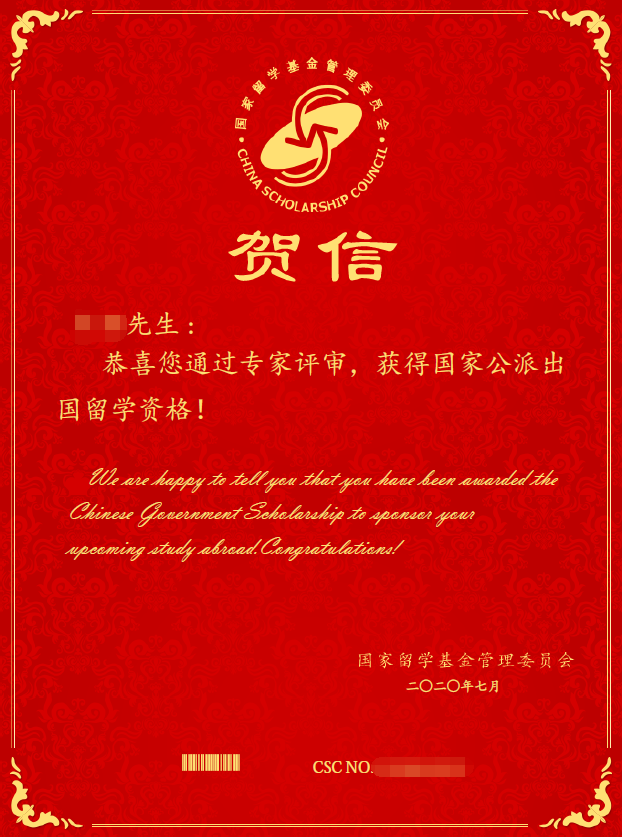 国家留学基金管理委员会
CHINA SCHOLARSHIP COUNCIL
贺信
先生：
恭喜您通过专家评审，获得国家公派出
国留学资格！
We are happy to tell you that you have been awarded the
Chinese Government Scholarship to sponsor your
upcoming study abroad.Congratulations!
国家留学基金管理委员会
二〇二〇年七月
CSC NO.